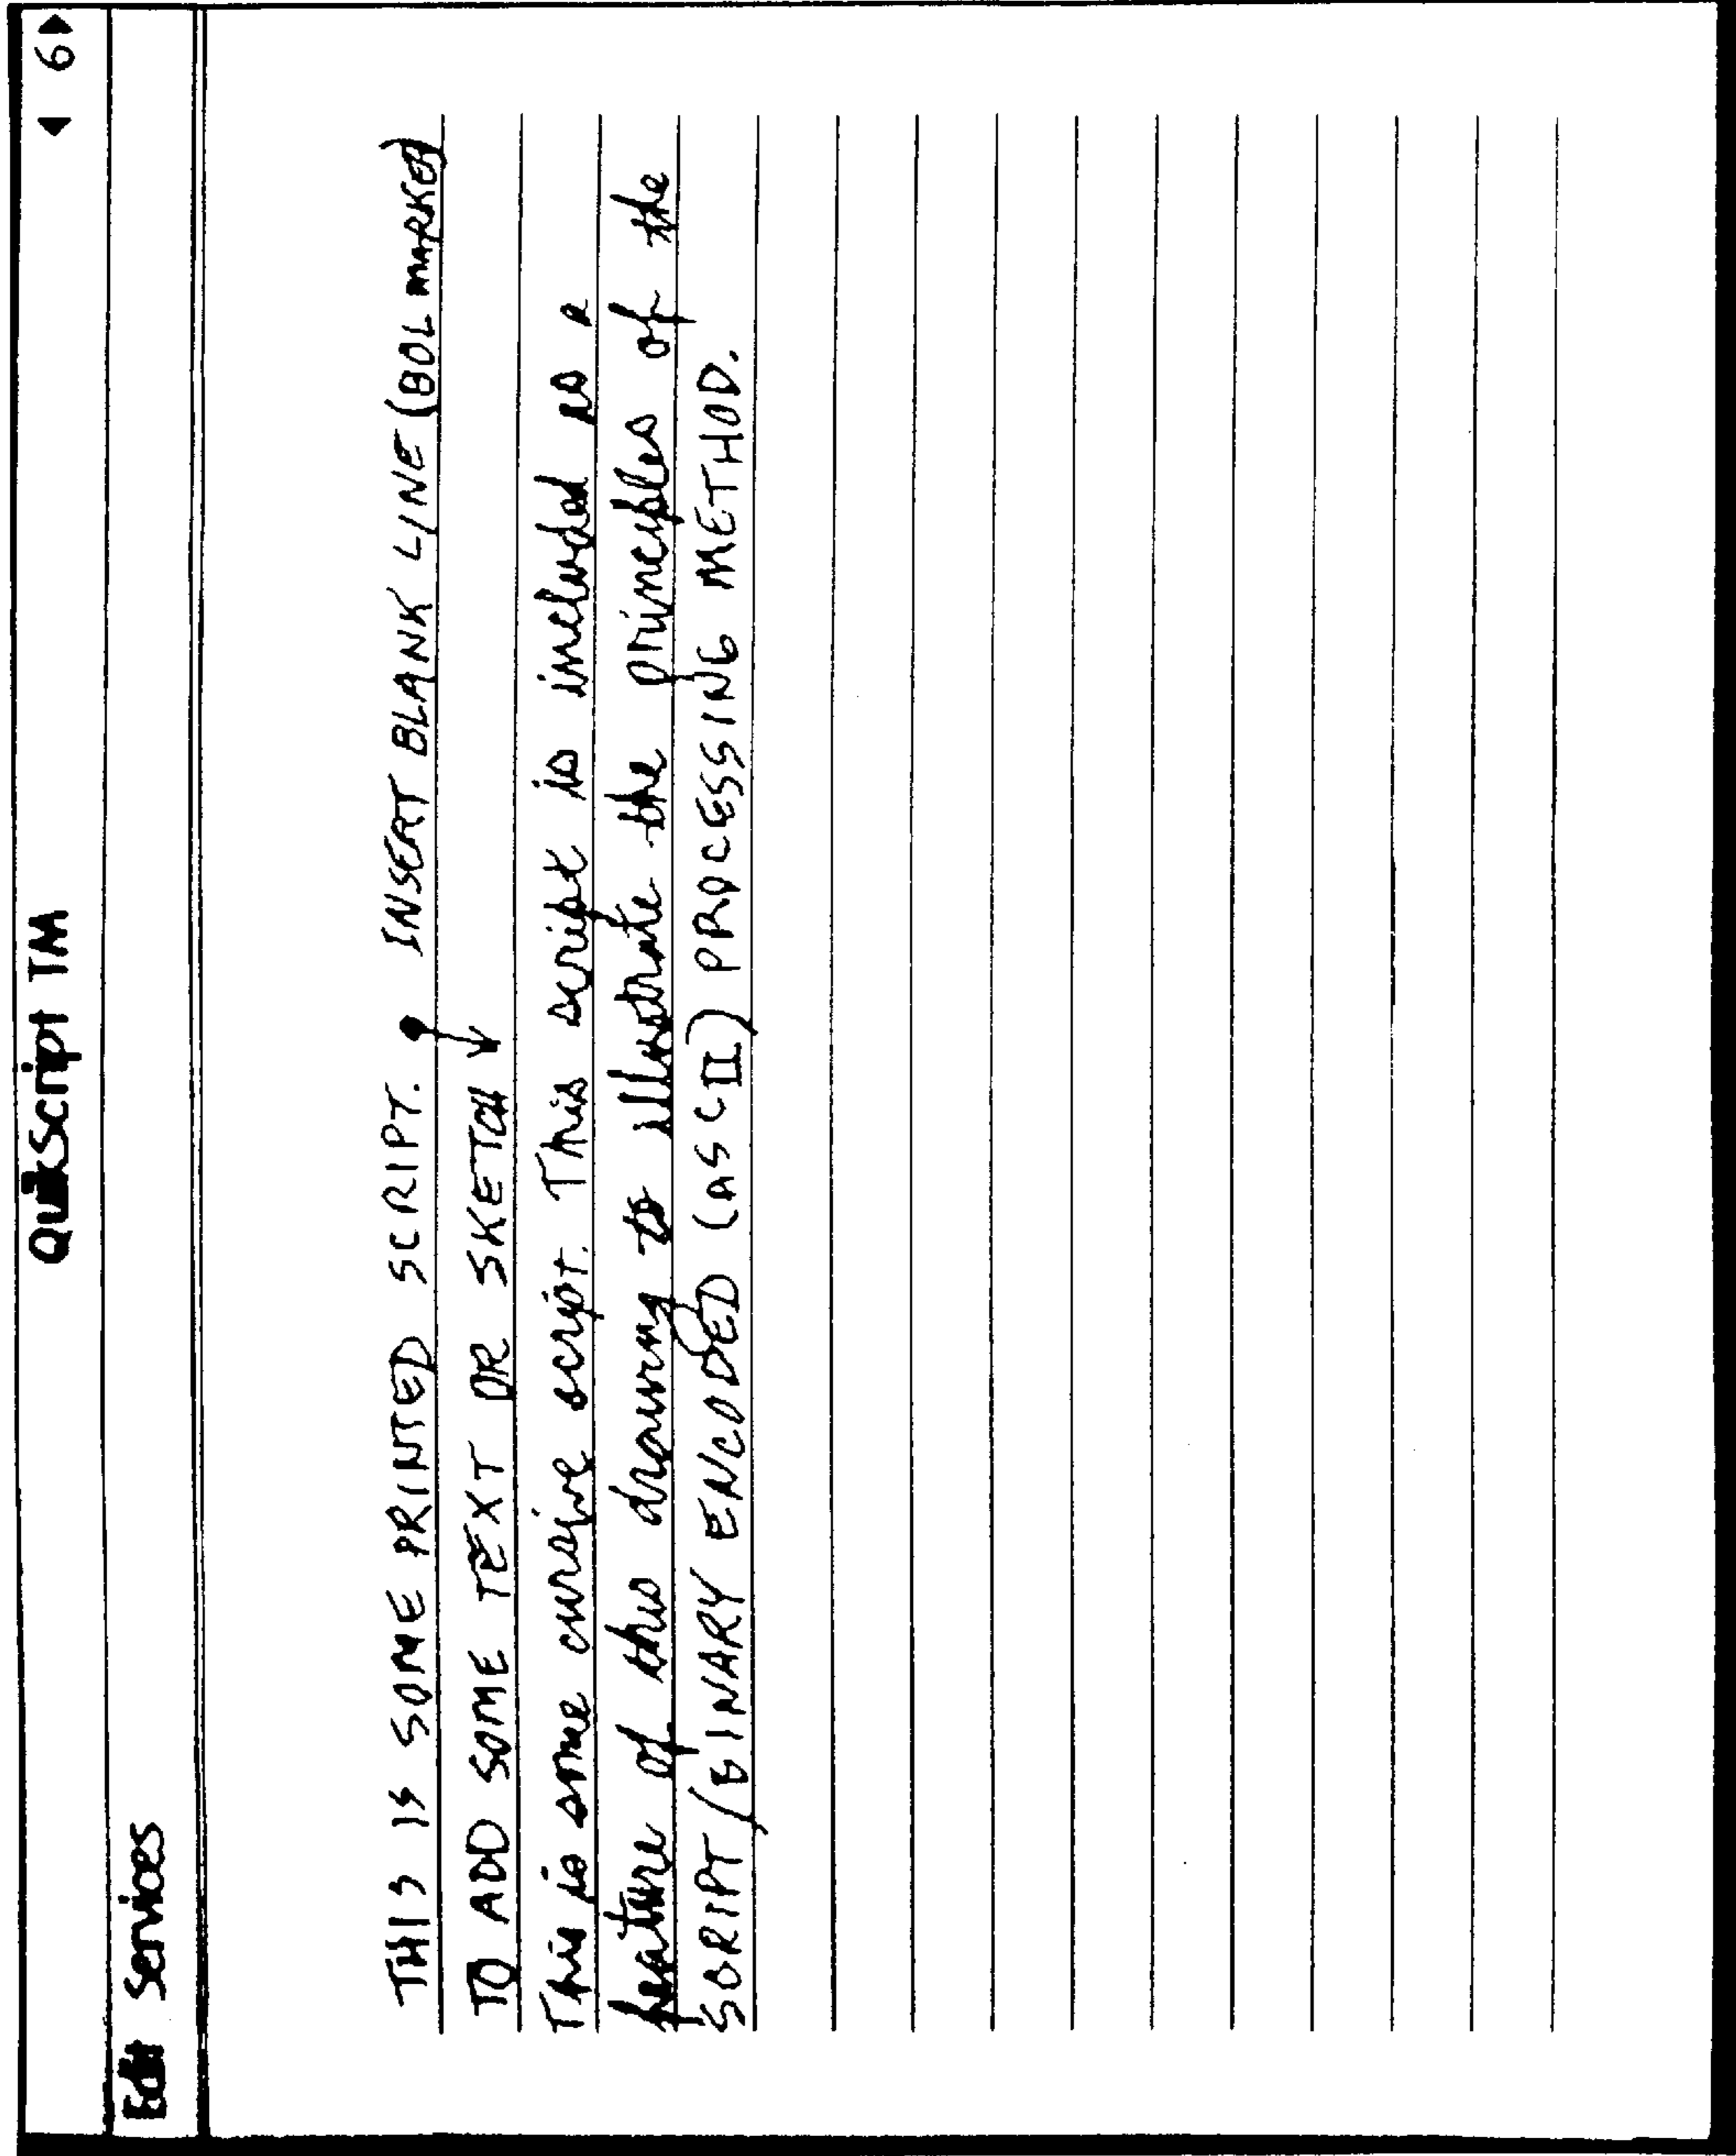 QuikScript TM ◀ 6 ▶
Edit Services
THIS IS SOME PRINTED SCRIPT. INSERT BLANK LINE (BOL MARKER)
TO ADD SOME TEXT OR SKETCH
This is some cursive script. This script is included as a
feature of this drawing to illustrate the principles of the
SCRIPT/BINARY ENCODED (ASCII) PROCESSING METHOD.